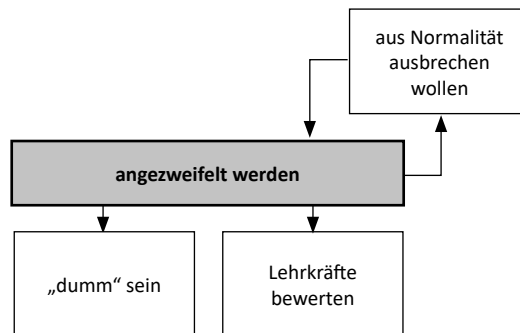 aus Normalität
ausbrechen
wollen
angezweifelt werden
„dumm“ sein
Lehrkräfte
bewerten